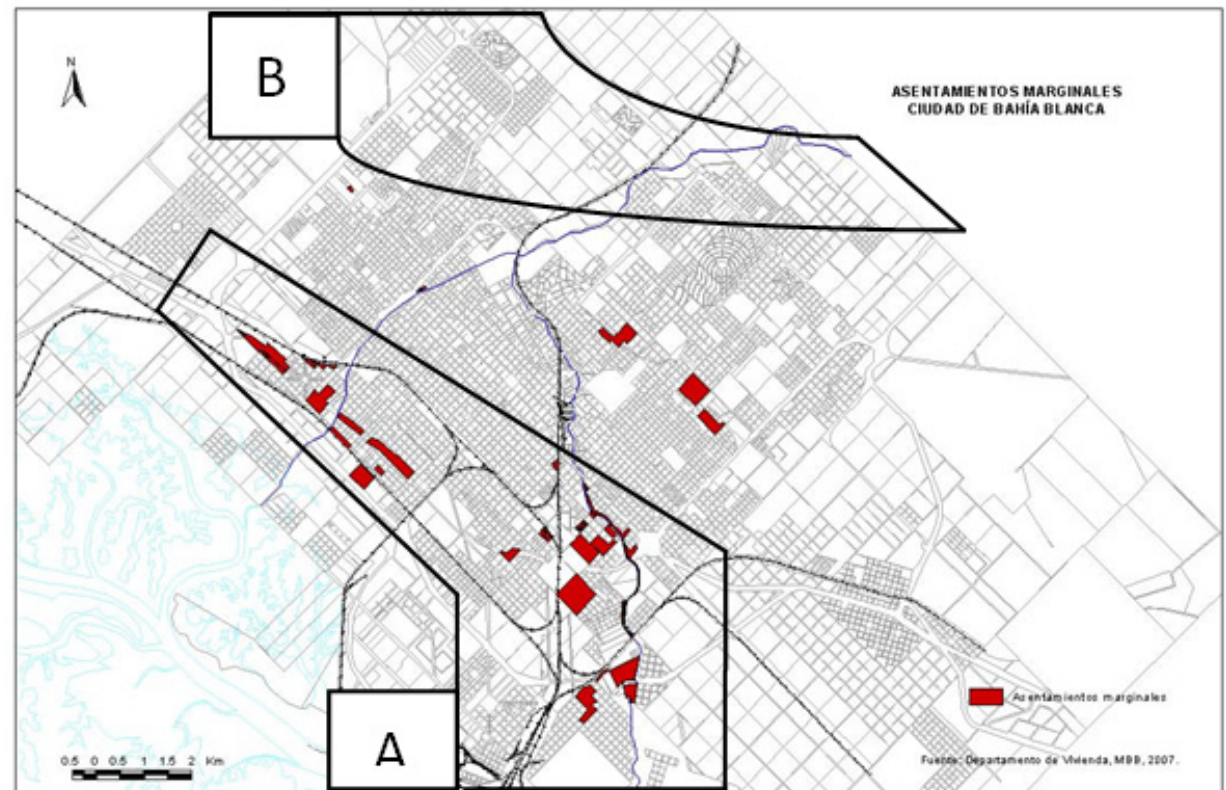 B
N
ASENTAMIENTOS MARGINALES
CIUDAD DE BAHÍA BLANCA
A
Asentamientos marginales
0.5 0 0.5 1 1.5 2 Km
Fuente: Departamento de Vivienda, MBB, 2007.